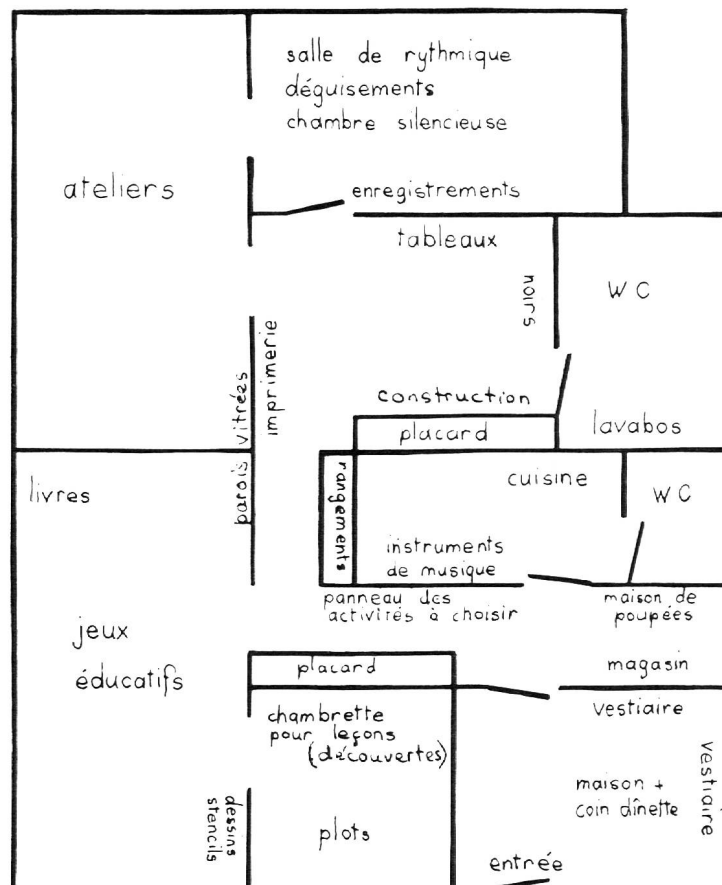 salle de rythmique
déguisements
chambre silencieuse
ateliers
enregistrements
tableaux
noirs
WC
imprimerie
parois vitrées
construction
placard
lavabos
livres
rangements
cuisine
WC
instruments
de musique
panneau des
activités à choisir
maison de
poupées
jeux
éducatifs
placard
magasin
vestiaire
chambrette
pour leçons
(découvertes)
vestiaire
maison +
coin dînette
dessins
stencils
plots
entrée